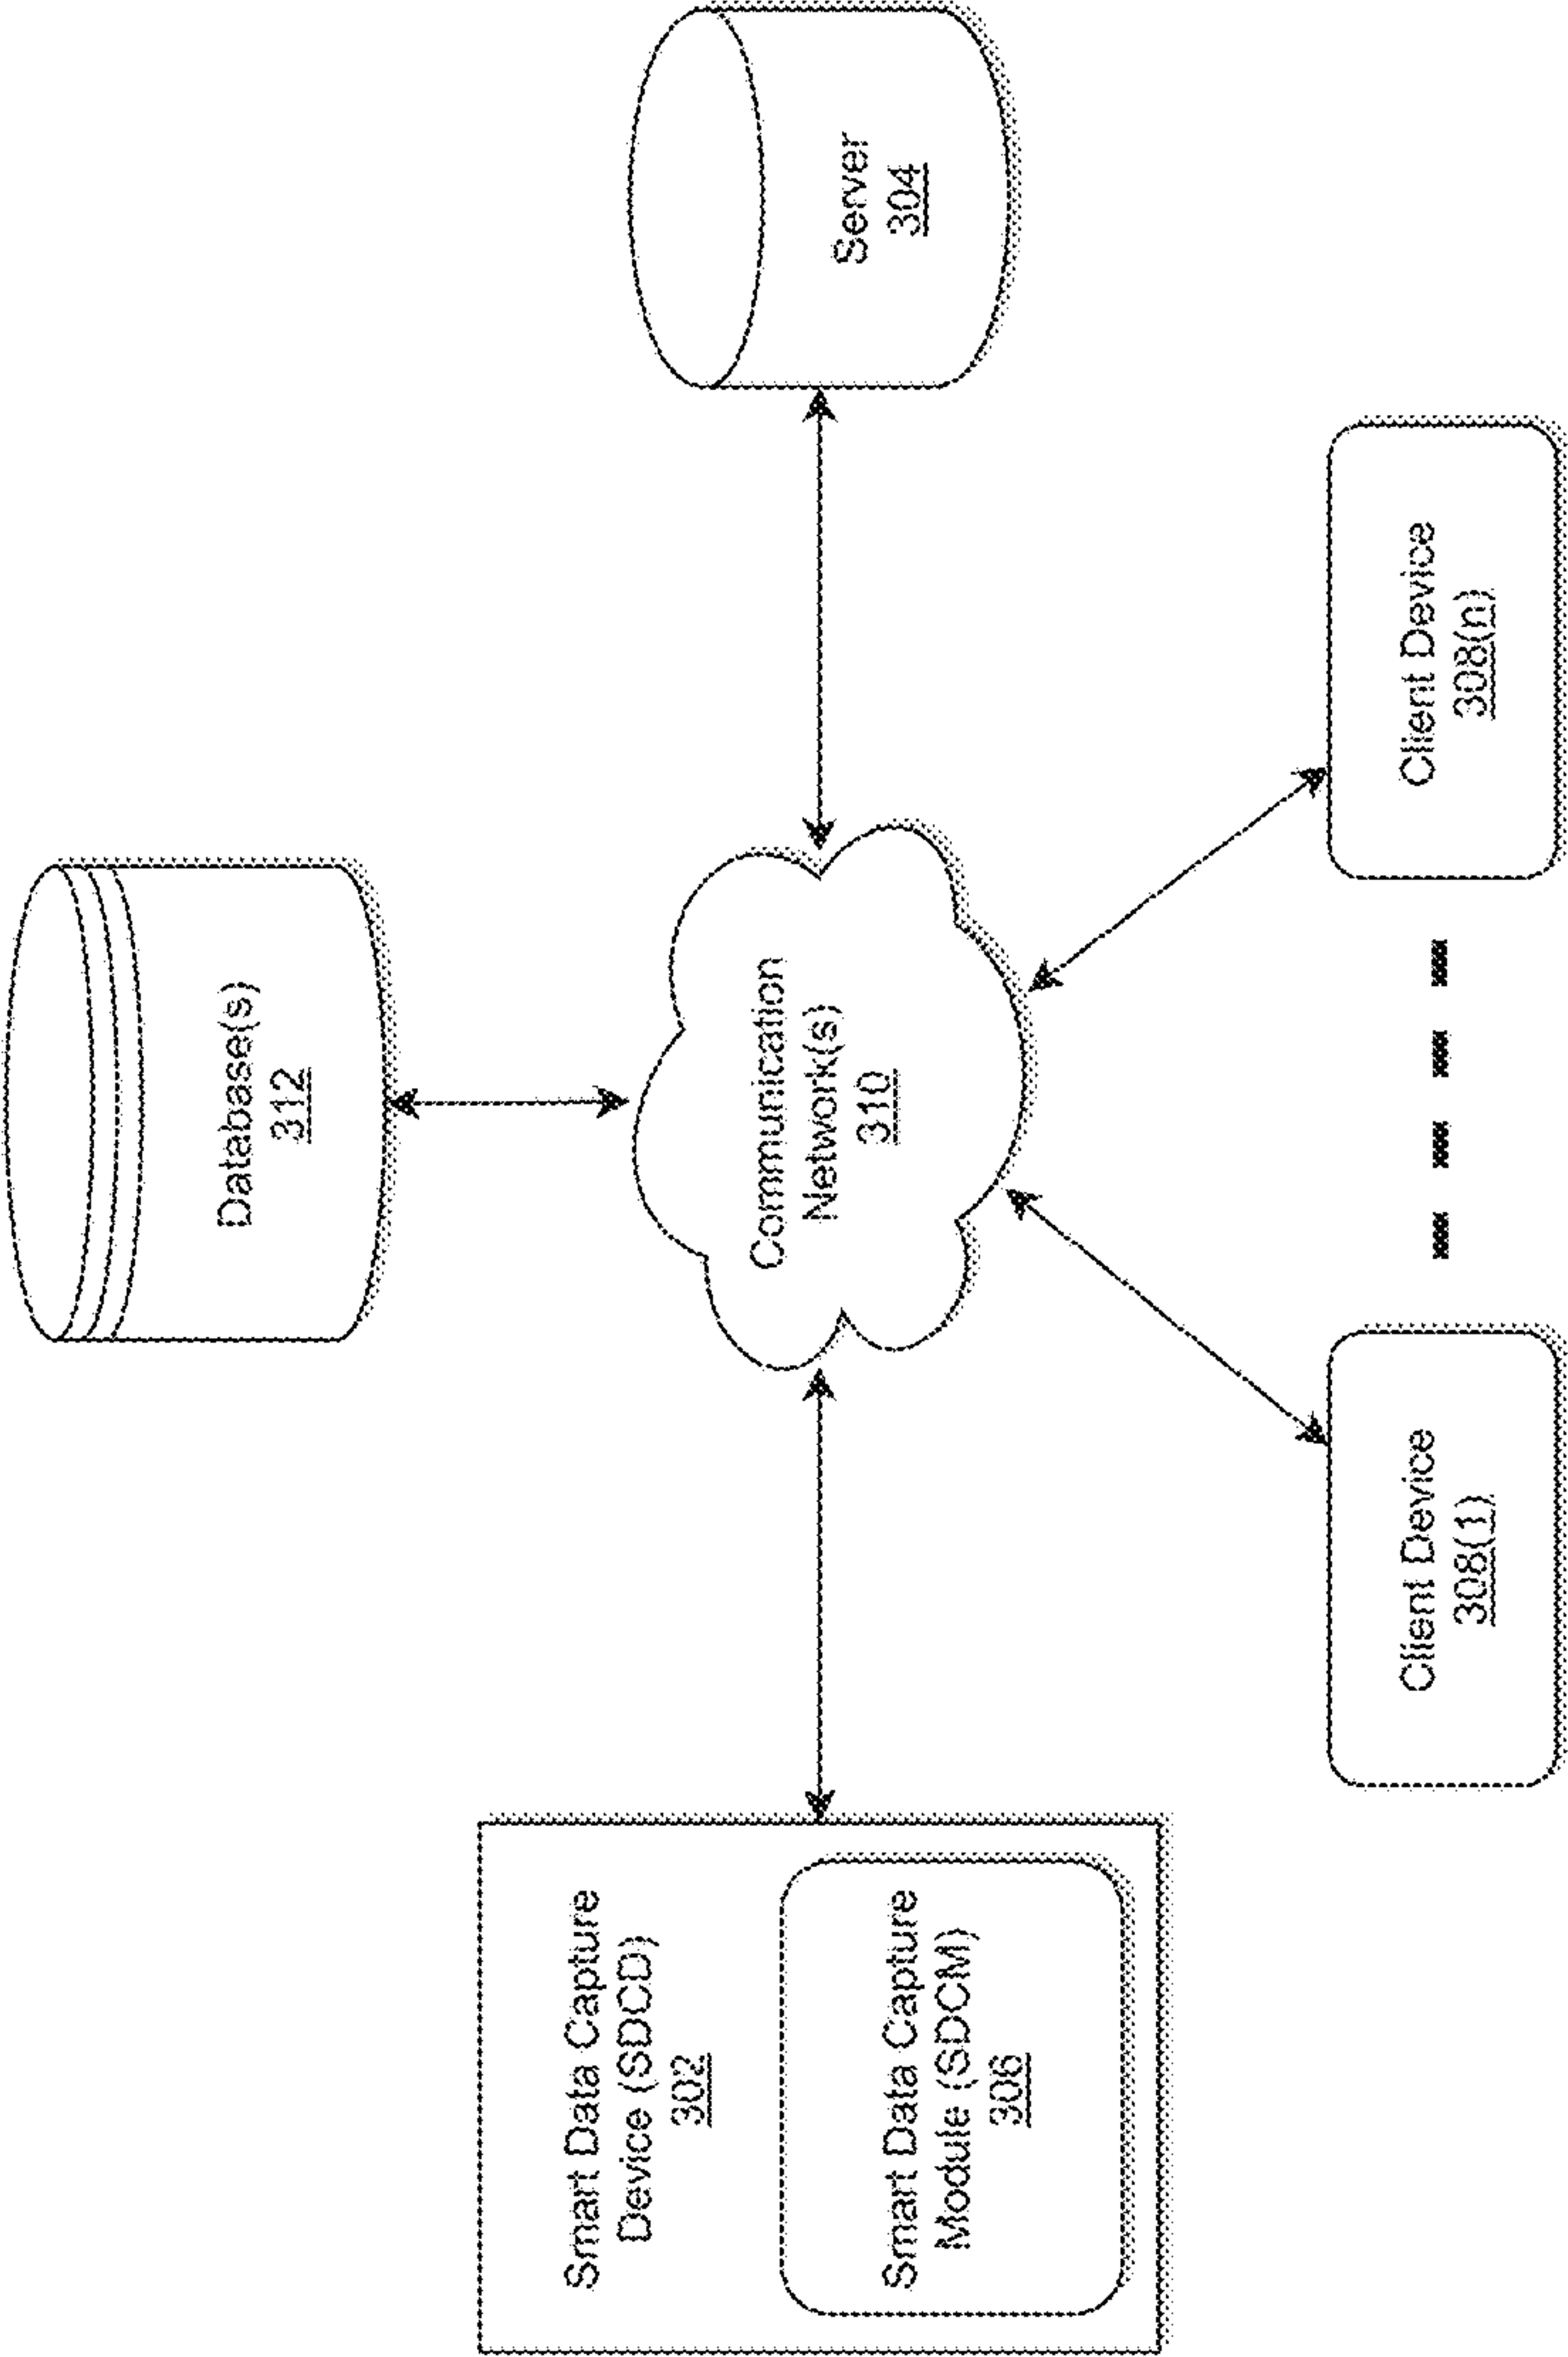 Database(s)
312
Smart Data Capture
Device (SDCD)
302
Smart Data Capture
Module (SDCM)
306
Communication
Network(s)
310
Server
304
Client Device
308(1)
Client Device
308(n)